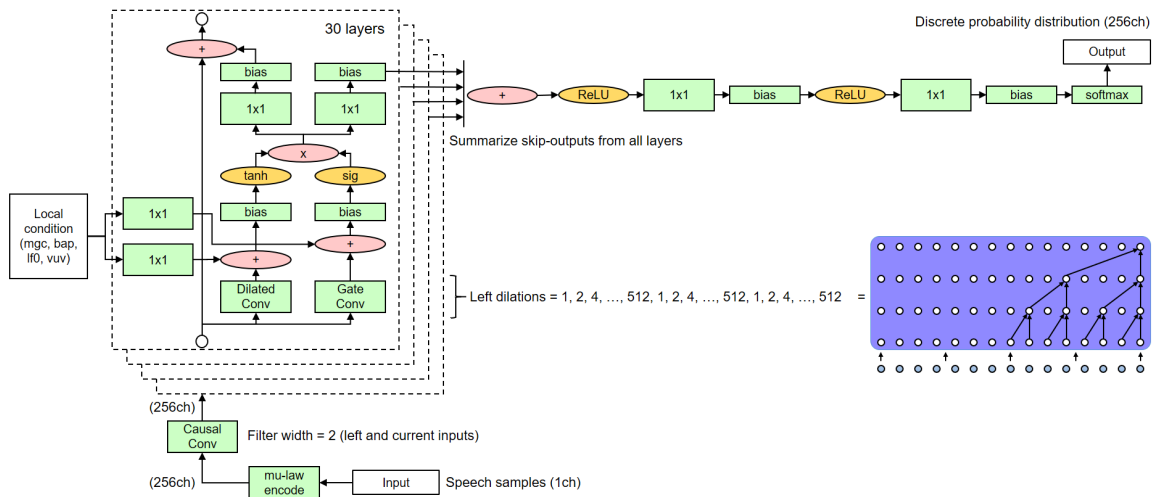 30 layers
Discrete probability distribution (256ch)
Output
+
bias
bias
1x1
1x1
+
ReLU
1x1
bias
ReLU
1x1
bias
softmax
Summarize skip-outputs from all layers
x
tanh
sig
Local
condition
(mgc, bap,
lf0, vuv)
1x1
1x1
bias
bias
+
+
Dilated
Conv
Gate
Conv
Left dilations = 1, 2, 4, …, 512, 1, 2, 4, …, 512, 1, 2, 4, …, 512 =
(256ch)
Causal
Conv
Filter width = 2 (left and current inputs)
(256ch)
mu-law
encode
Input
Speech samples (1ch)